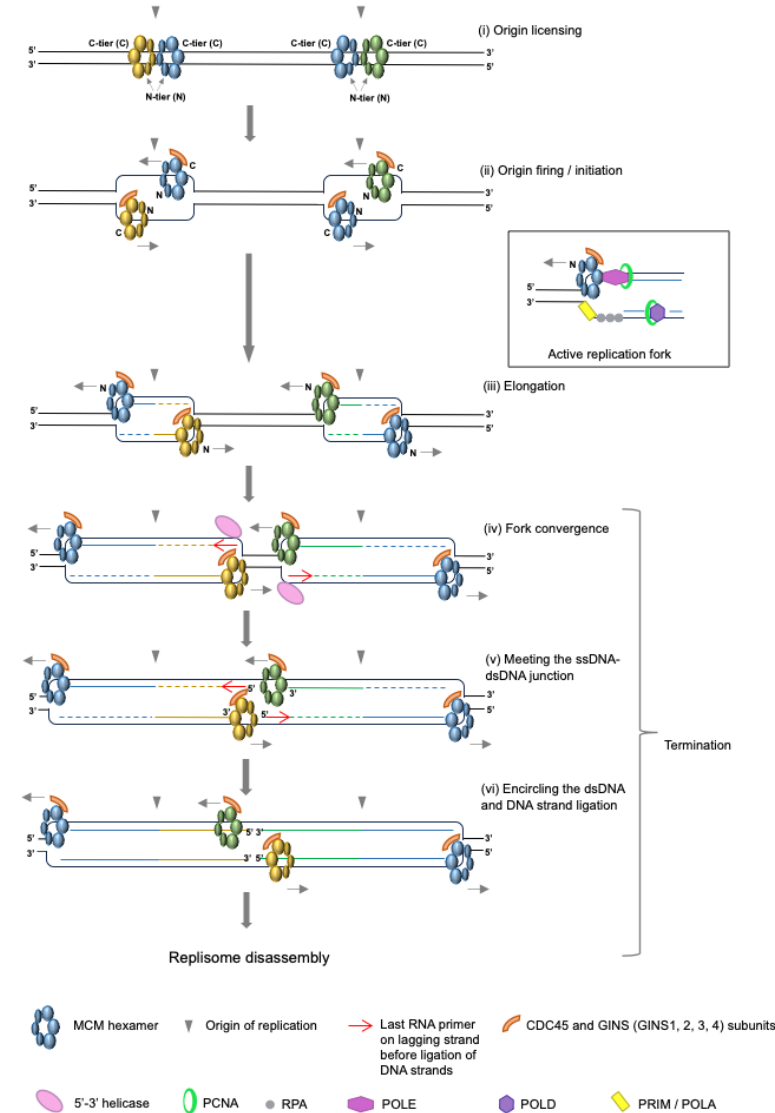 (i) Origin licensing
C-tier (C) C-tier (C) C-tier (C) C-tier (C)
5' 3'
3' 5'
N-tier (N) N-tier (N)
(ii) Origin firing / initiation
C C
N N
5' 3'
3' 5'
N N
C C
N
5'
3'
Active replication fork
(iii) Elongation
N N
5' 3'
3' 5'
N N
(iv) Fork convergence
5' 3'
3' 5'
(v) Meeting the ssDNA-
dsDNA junction
5' 3'
5' 3'
3' 5'
3' 5'
Termination
(vi) Encircling the dsDNA
and DNA strand ligation
5' 3'
5' 3'
3' 5'
3' 5'
Replisome disassembly
MCM hexamer
Origin of replication
Last RNA primer
on lagging strand
before ligation of
DNA strands
CDC45 and GINS (GINS1, 2, 3, 4) subunits
5'-3' helicase
PCNA
RPA
POLE
POLD
PRIM / POLA